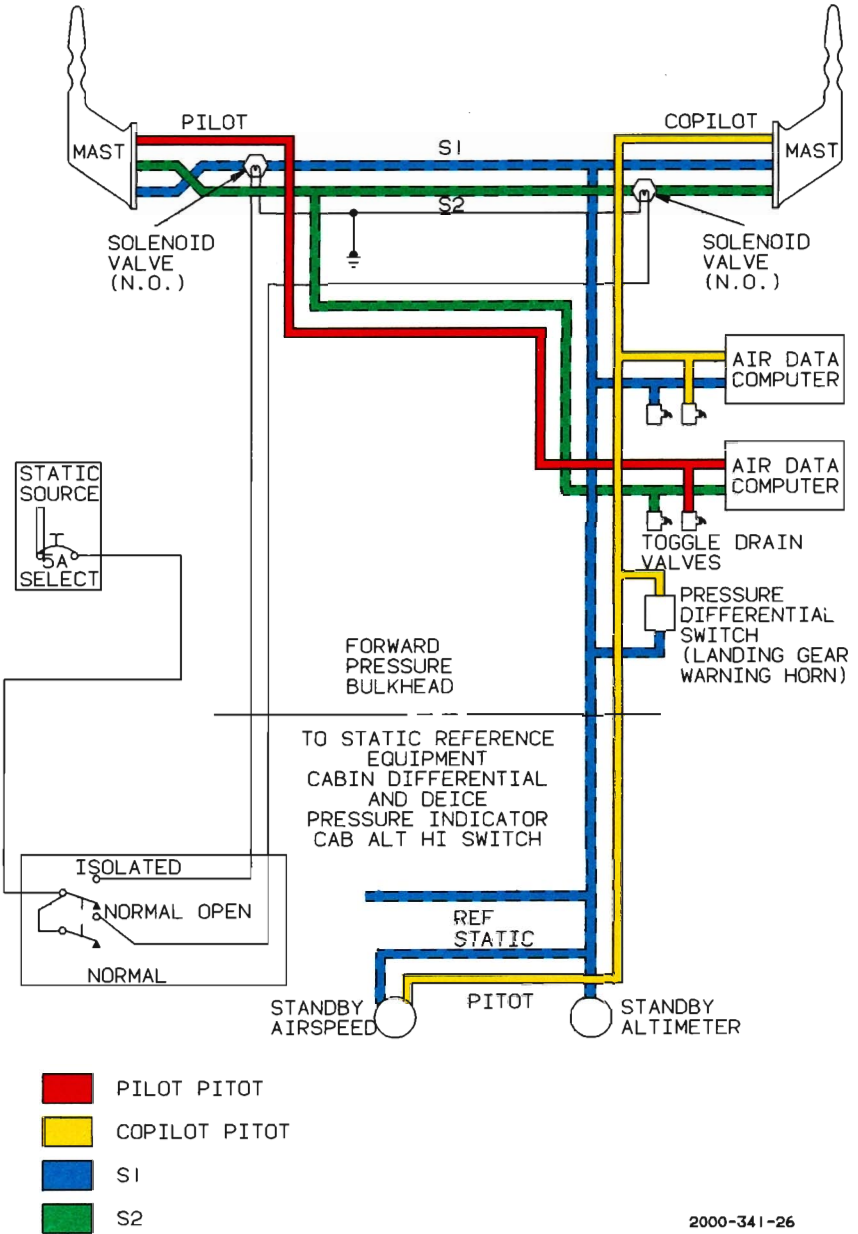 PILOT
COPILOT
MAST
S1
MAST
S2
SOLENOID
VALVE
(N.O.)
SOLENOID
VALVE
(N.O.)
AIR DATA
COMPUTER
AIR DATA
COMPUTER
STATIC
SOURCE
T
5A
SELECT
TOGGLE DRAIN
VALVES
PRESSURE
DIFFERENTIAL
SWITCH
(LANDING GEAR
WARNING HORN)
FORWARD
PRESSURE
BULKHEAD
TO STATIC REFERENCE
EQUIPMENT
CABIN DIFFERENTIAL
AND DEICE
PRESSURE INDICATOR
CAB ALT HI SWITCH
ISOLATED
NORMAL OPEN
NORMAL
REF
STATIC
PITOT
STANDBY
AIRSPEED
STANDBY
ALTIMETER
PILOT PITOT
COPILOT PITOT
S1
S2
2000-341-26